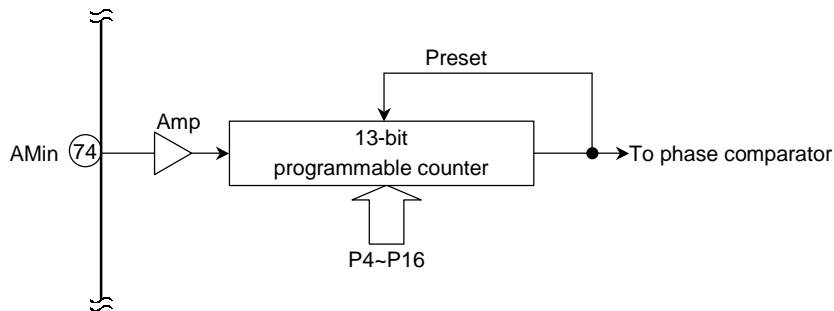 Preset
Amp
AMin 74
13-bit
programmable counter
To phase comparator
P4~P16